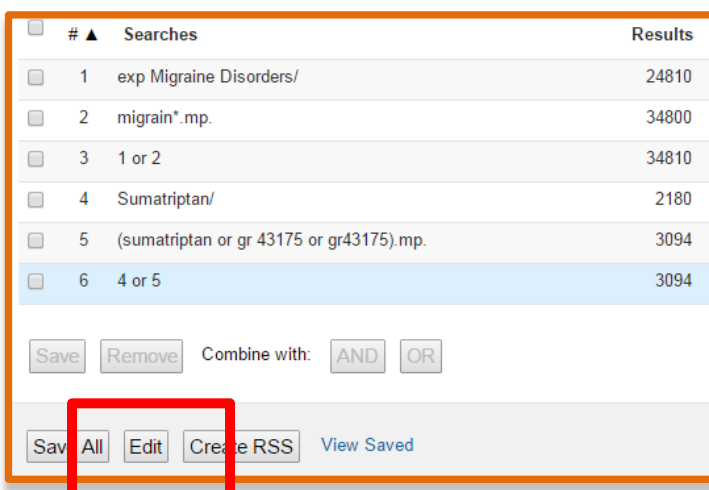 # ▲ Searches Results
1 exp Migraine Disorders/ 24810
2 migrain*.mp. 34800
3 1 or 2 34810
4 Sumatriptan/ 2180
5 (sumatriptan or gr 43175 or gr43175).mp. 3094
6 4 or 5 3094
Save Remove Combine with: AND OR
Save All Edit Create RSS View Saved